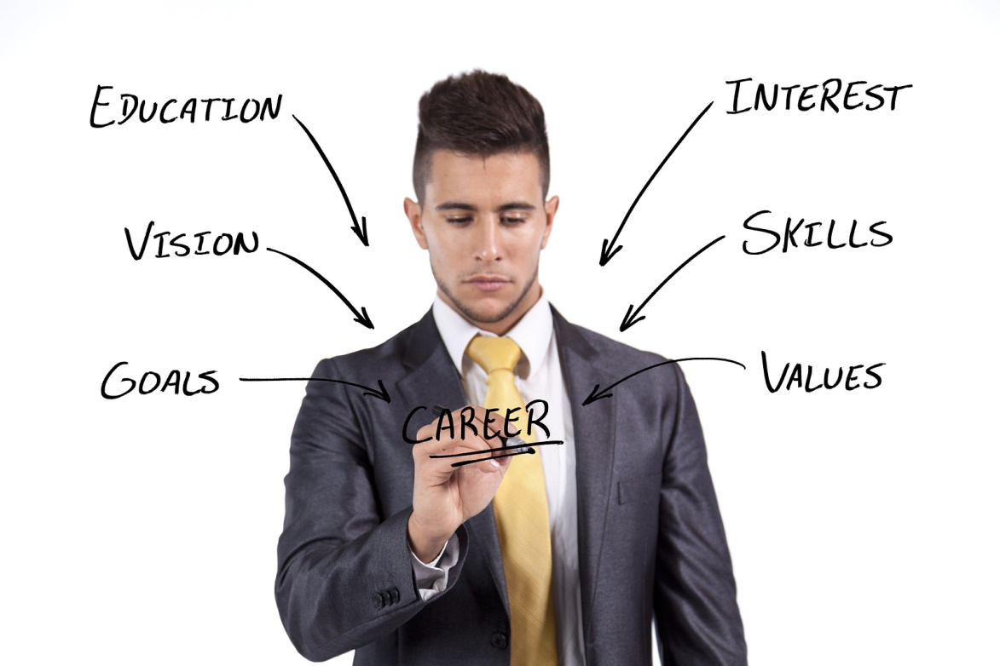 EDUCATION
INTEREST
VISION
SKILLS
GOALS
VALUES
CAREER